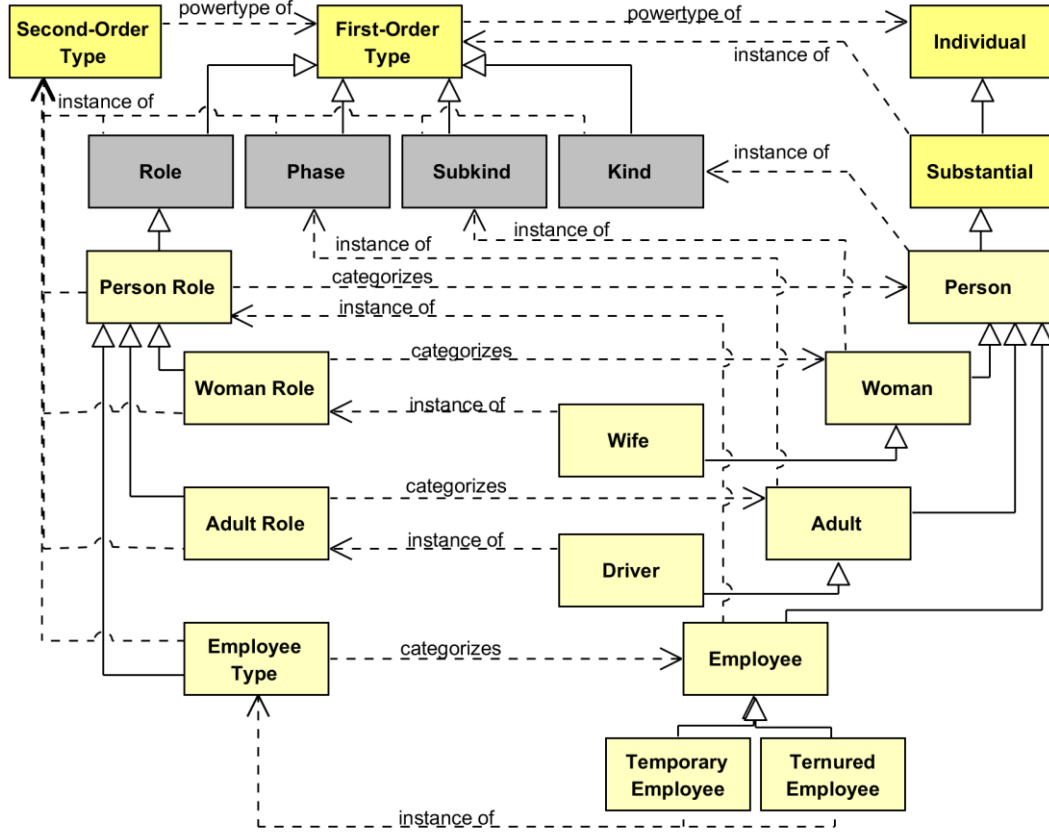 powertype of
powertype of
Second-Order
Type
First-Order
Type
Individual
instance of
instance of
Role
Phase
Subkind
Kind
instance of
Substantial
instance of
instance of
Person Role
categorizes
Person
instance of
categorizes
Woman Role
Woman
instance of
Wife
categorizes
Adult Role
Adult
instance of
Driver
Employee
Type
categorizes
Employee
Temporary
Employee
Ternured
Employee
instance of